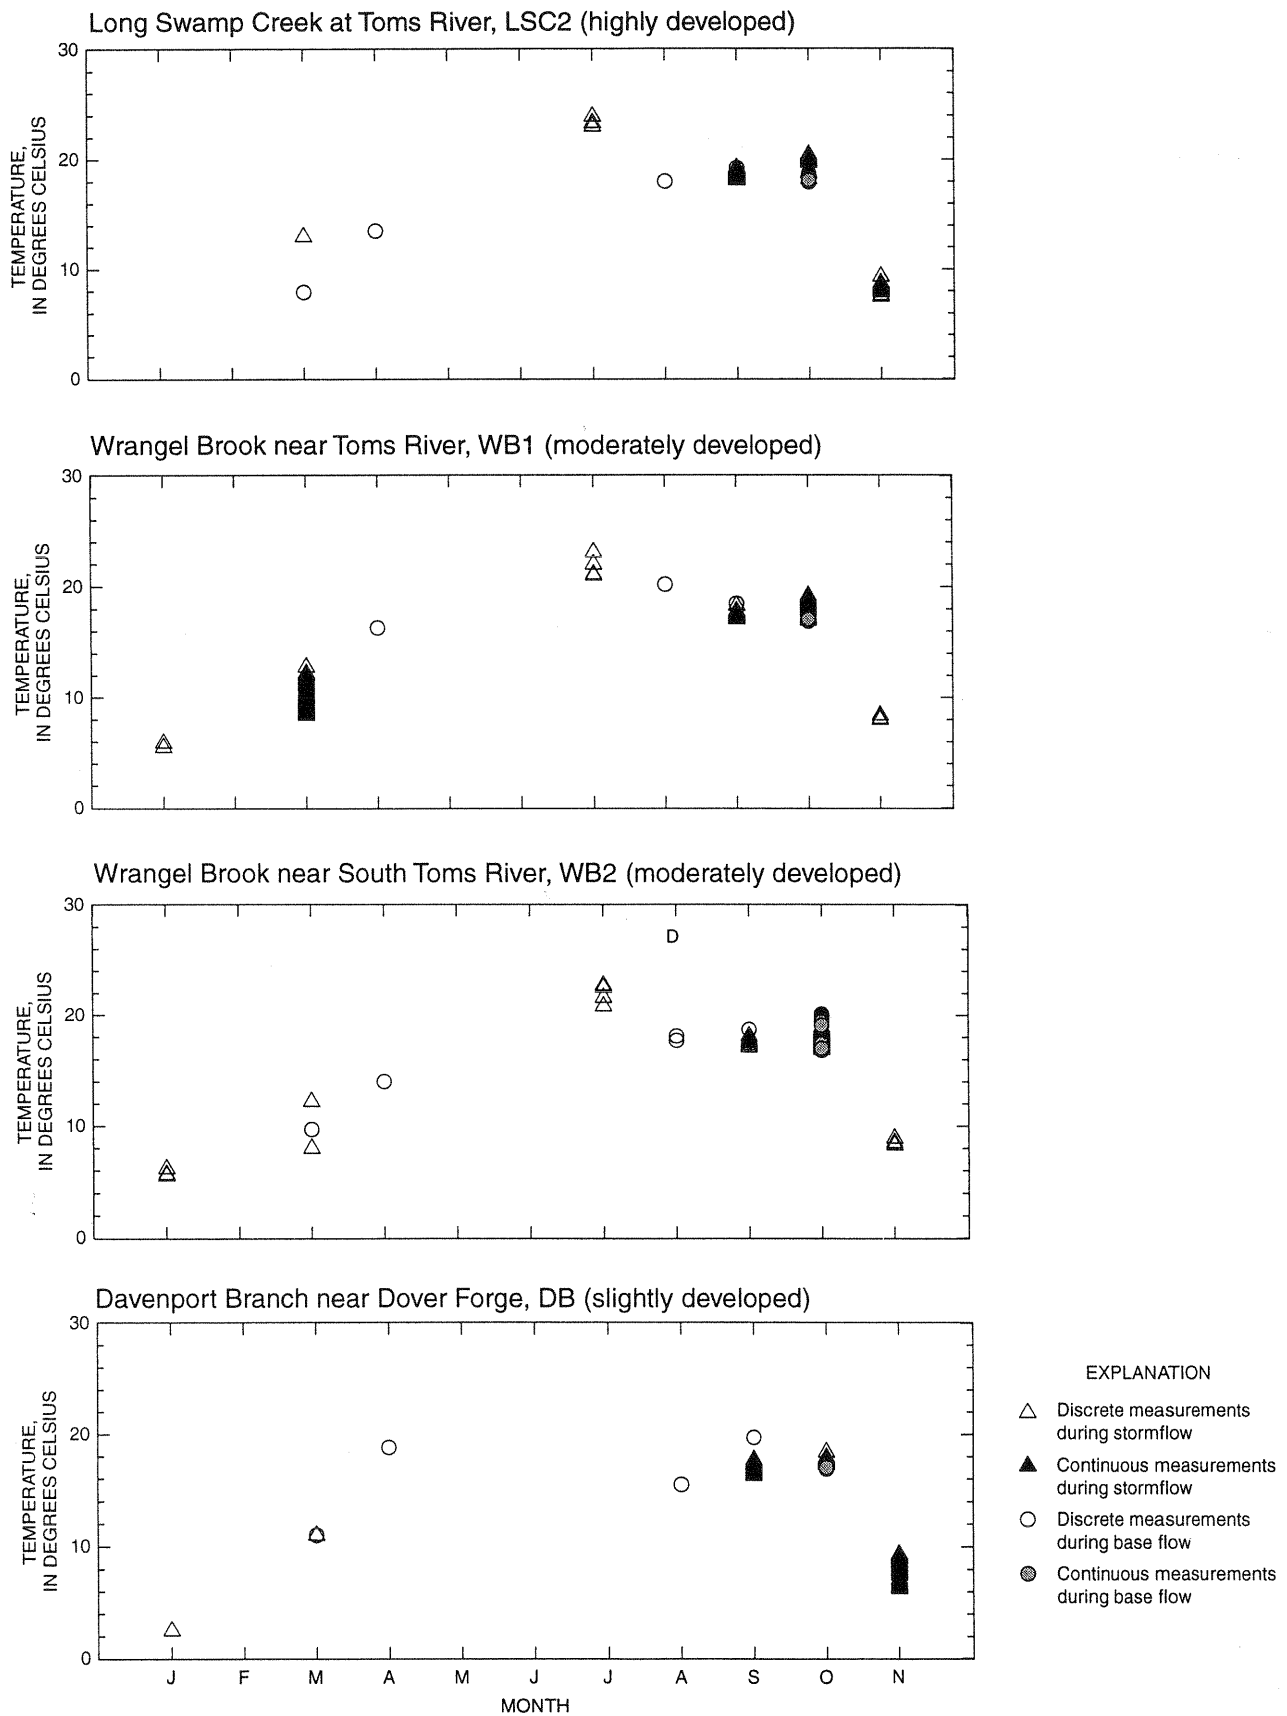 Long Swamp Creek at Toms River, LSC2 (highly developed)
30
20
10
0
TEMPERATURE,
IN DEGREES CELSIUS
Wrangel Brook near Toms River, WB1 (moderately developed)
30
20
10
0
TEMPERATURE,
IN DEGREES CELSIUS
Wrangel Brook near South Toms River, WB2 (moderately developed)
30
D
20
10
0
TEMPERATURE,
IN DEGREES CELSIUS
Davenport Branch near Dover Forge, DB (slightly developed)
30
20
10
0
TEMPERATURE,
IN DEGREES CELSIUS
J F M A M J J A S O N
MONTH
EXPLANATION
Discrete measurements
during stormflow
Continuous measurements
during stormflow
Discrete measurements
during base flow
Continuous measurements
during base flow